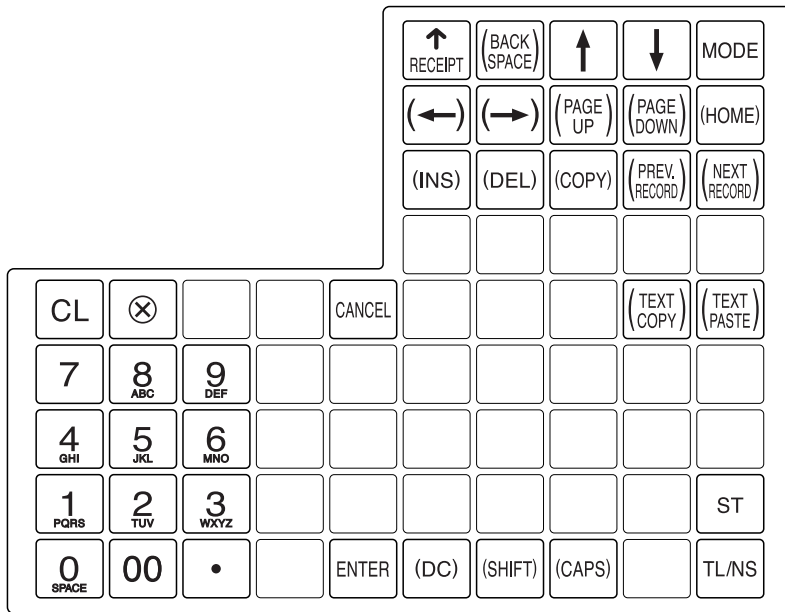 ↑ RECEIPT (BACK SPACE) ↑ ↓ MODE
(←) (→) (PAGE UP) (PAGE DOWN) (HOME)
(INS) (DEL) (COPY) (PREV. RECORD) (NEXT RECORD)
CL ⊗ CANCEL (TEXT COPY) (TEXT PASTE)
7 8 ABC 9 DEF
4 GHI 5 JKL 6 MNO
1 PQRS 2 TUV 3 WXYZ ST
0 SPACE 00 • ENTER (DC) (SHIFT) (CAPS) TL/NS